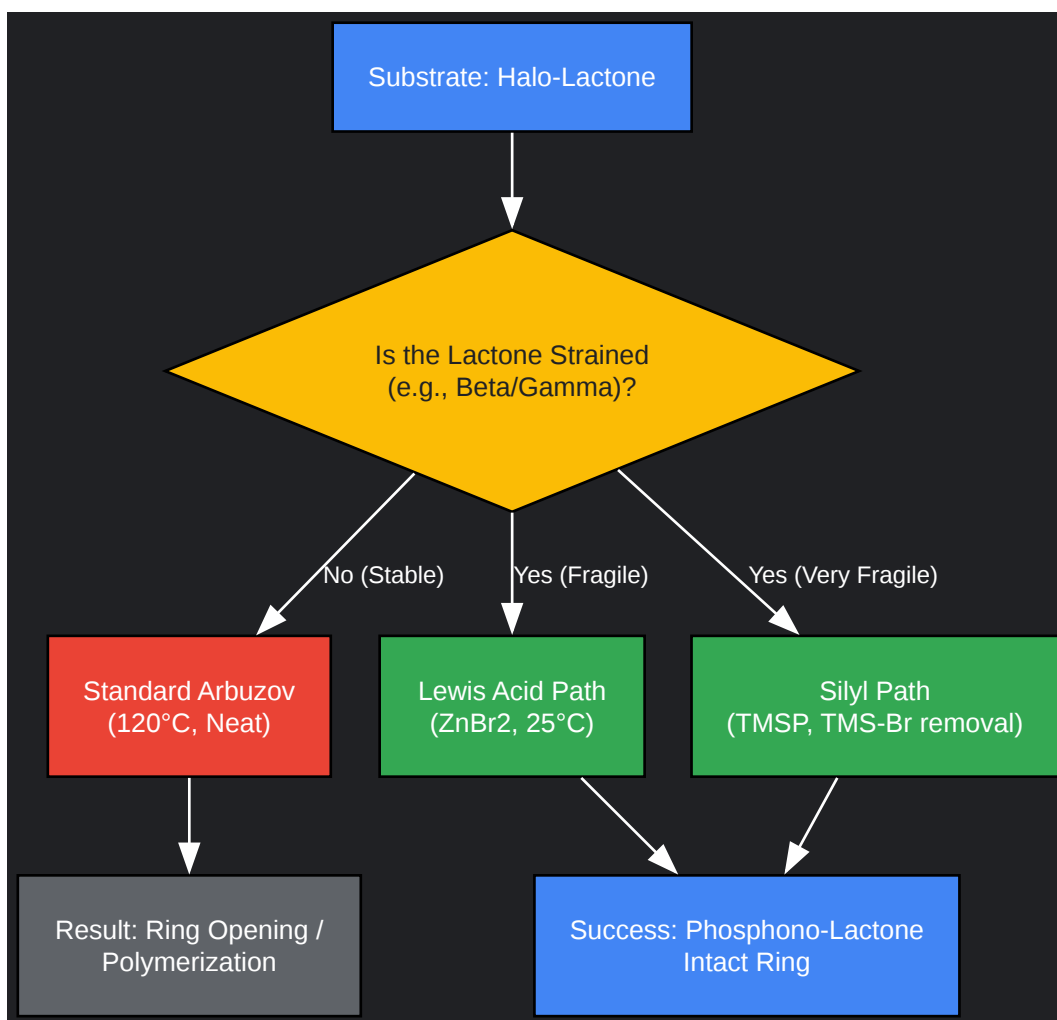 Substrate: Halo-Lactone
Is the Lactone Strained
(e.g., Beta/Gamma)?
No (Stable)
Yes (Fragile)
Yes (Very Fragile)
Standard Arbuzov
(120°C, Neat)
Lewis Acid Path
(ZnBr2, 25°C)
Silyl Path
(TMSP, TMS-Br removal)
Result: Ring Opening /
Polymerization
Success: Phosphono-Lactone
Intact Ring